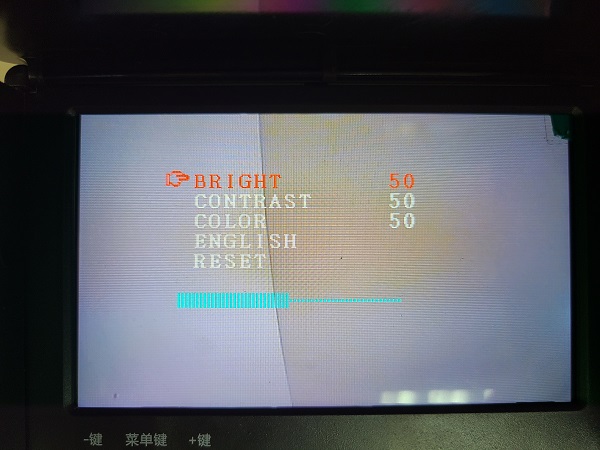 BRIGHT 50
CONTRAST 50
COLOR 50
ENGLISH
RESET
-键 菜单键 +键